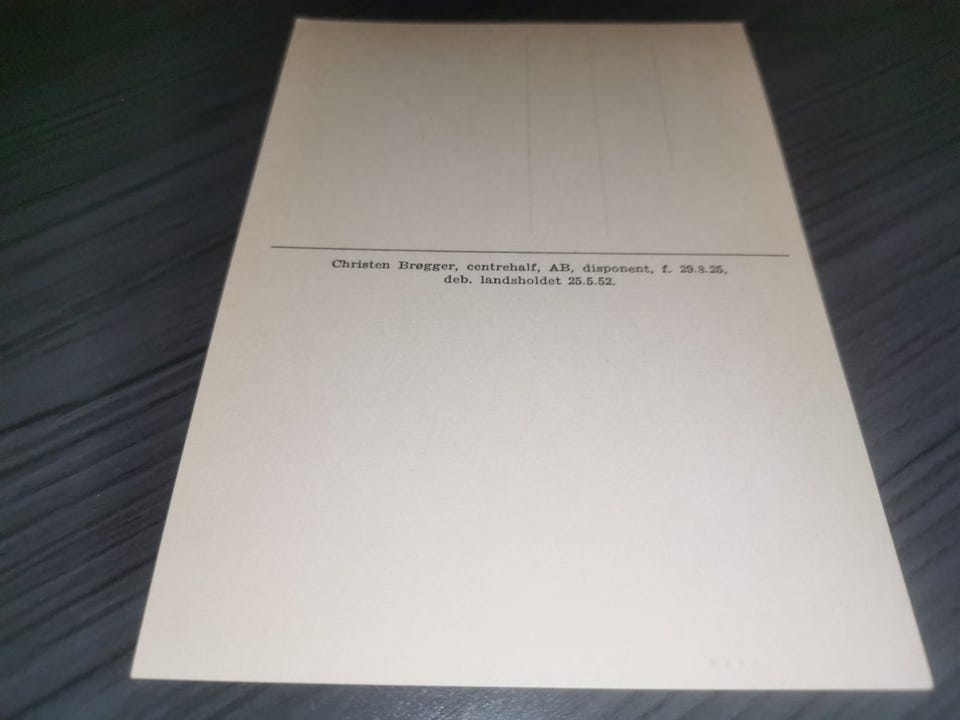 Christen Brøgger, centrehalf, AB, disponent, f. 29.8.25,
deb. landsholdet 25.5.52.